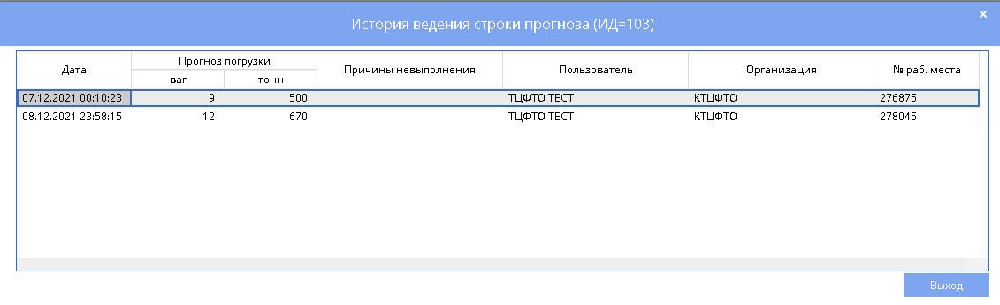 История ведения строки прогноза (ИД=103)
×
Дата Прогноз погрузки Причины невыполнения Пользователь Организация № раб. места
ваг тонн
07.12.2021 00:10:23 9 500 ТЦФТО ТЕСТ КТЦФТО 276875
08.12.2021 23:58:15 12 670 ТЦФТО ТЕСТ КТЦФТО 278045
Выход